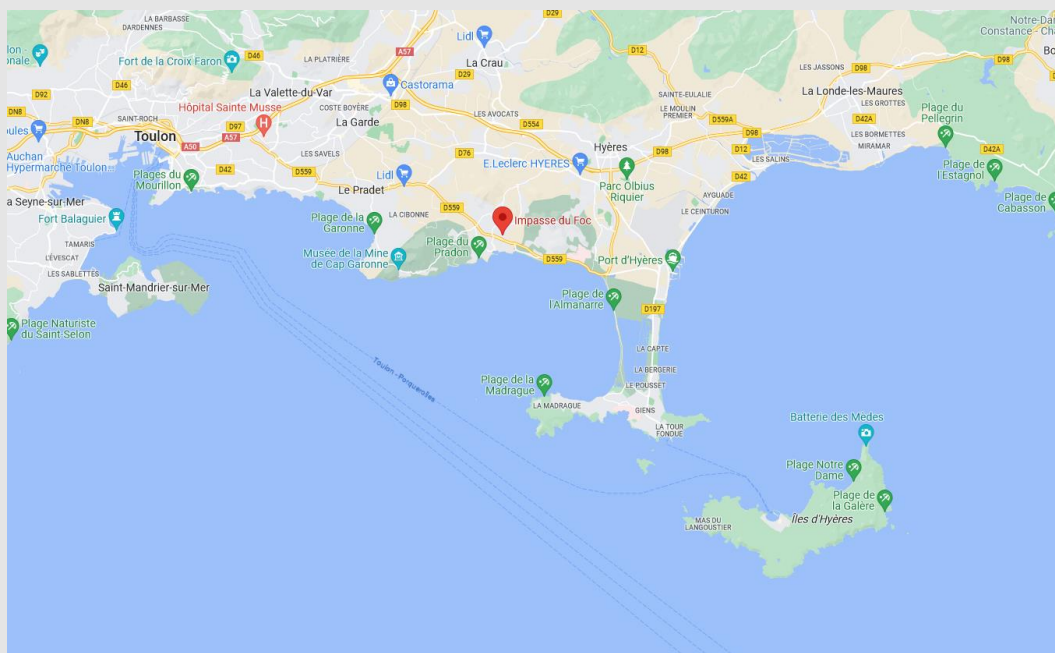 LA BARBASSE
DARDENNES
D29
Notre-Dam
Constance - Cha
Lidl
La Crau
A57
D12
D98
Fort de la Croix Faron
D46
LA PLATRIÈRE
D29
LES JASSONS
D98
D46
La Valette-du-Var
Castorama
SAINTE-EULALIE
La Londe-les-Maures
D92
COSTE BOYÈRE
D98
LE MOULIN
PREMIER
LES GROTTES
Plage du
Pellegrin
DN8
SAINT-ROCH
Hôpital Sainte Musse
La Garde
LES AVOCATS
D559A
D42A
DN8
Toulon
D97
A57
D554
D98
LES BORMETTES
MIRAMAR
A50
D76
Hyères
D98
D12
D42A
Auchan
Hypermarché Toulon
LES SAVELS
E.Leclerc HYERES
LES SALINS
Plage de
l'Estagnol
D42
D559
Lidl
Parc Olbius
Riquier
D42
Plages du
Mourillon
Le Pradet
AYGUADE
Plage de
Cabasson
a Seyne-sur-Mer
D559
LE CEINTURON
Fort Balaguier
Plage de la
Garonne
LA CIBONNE
Impasse du Foc
TAMARIS
Plage du
Pradon
L'ÉVESCAT
Musée de la Mine
de Cap Garonne
D559
Port d'Hyères
LES SABLETTES
Saint-Mandrier-sur-Mer
Plage de
l'Almanarre
D197
Plage Naturiste
du Saint-Selon
LA CAPTE
Toulon - Porquerolles
LA BERGERIE
Plage de la
Madrague
LE POUSSET
LA MADRAGUE
GIENS
Batterie des Mèdes
LA TOUR
FONDUE
Plage Notre
Dame
Plage de
la Galère
MAS DU
LANGOUSTIER
Îles d'Hyères